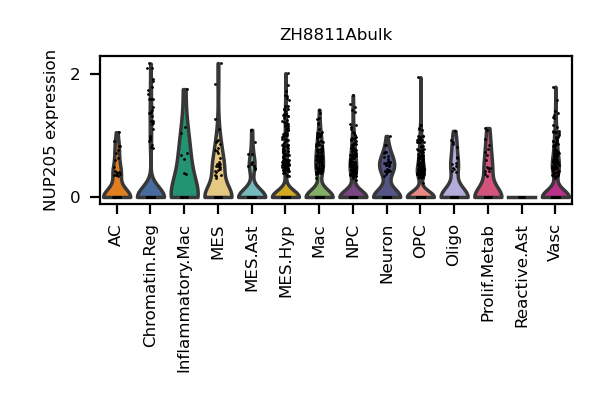 ZH8811Abulk
NUP205 expression
2
0
AC
Chromatin.Reg
Inflammatory.Mac
MES
MES.Ast
MES.Hyp
Mac
NPC
Neuron
OPC
Oligo
Prolif.Metab
Reactive.Ast
Vasc